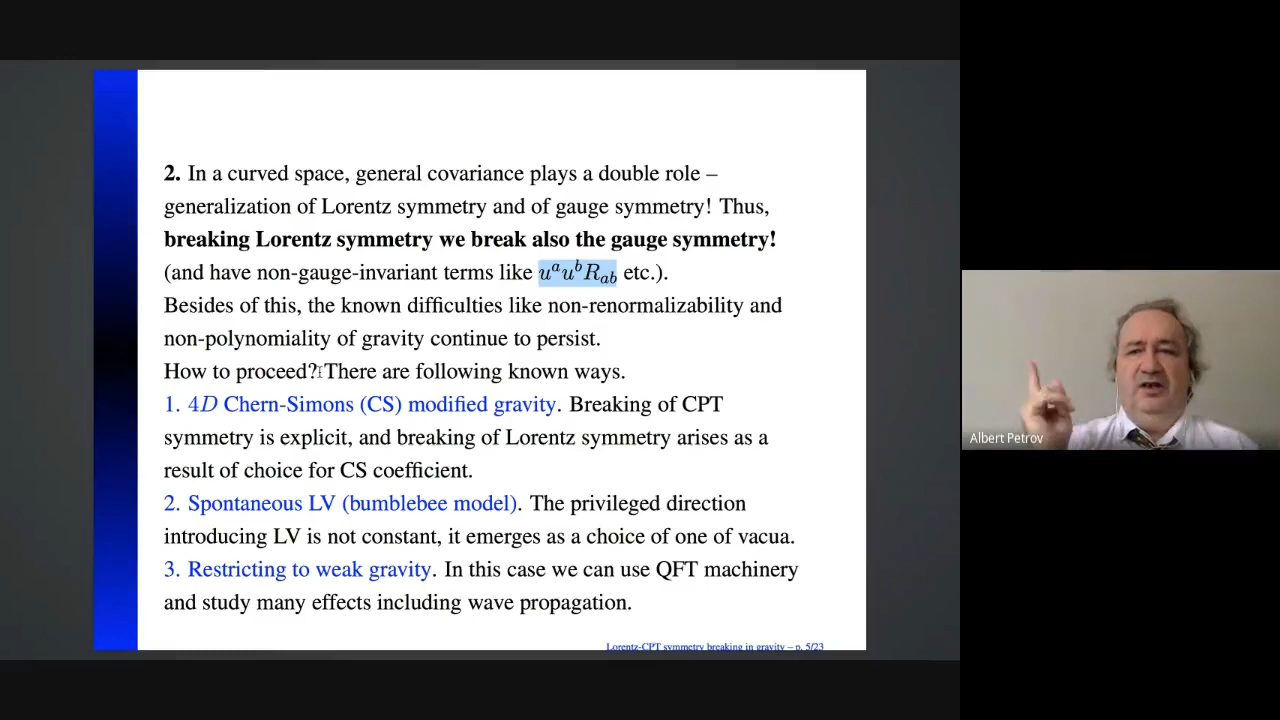 2. In a curved space, general covariance plays a double role –
generalization of Lorentz symmetry and of gauge symmetry! Thus,
breaking Lorentz symmetry we break also the gauge symmetry!
(and have non-gauge-invariant terms like uᵃuᵇRab etc.).
Besides of this, the known difficulties like non-renormalizability and
non-polynomiality of gravity continue to persist.
How to proceed? There are following known ways.
1. 4D Chern-Simons (CS) modified gravity. Breaking of CPT
symmetry is explicit, and breaking of Lorentz symmetry arises as a
result of choice for CS coefficient.
2. Spontaneous LV (bumblebee model). The privileged direction
introducing LV is not constant, it emerges as a choice of one of vacua.
3. Restricting to weak gravity. In this case we can use QFT machinery
and study many effects including wave propagation.
Lorentz-CPT symmetry breaking in gravity – p. 5/23
Albert Petrov